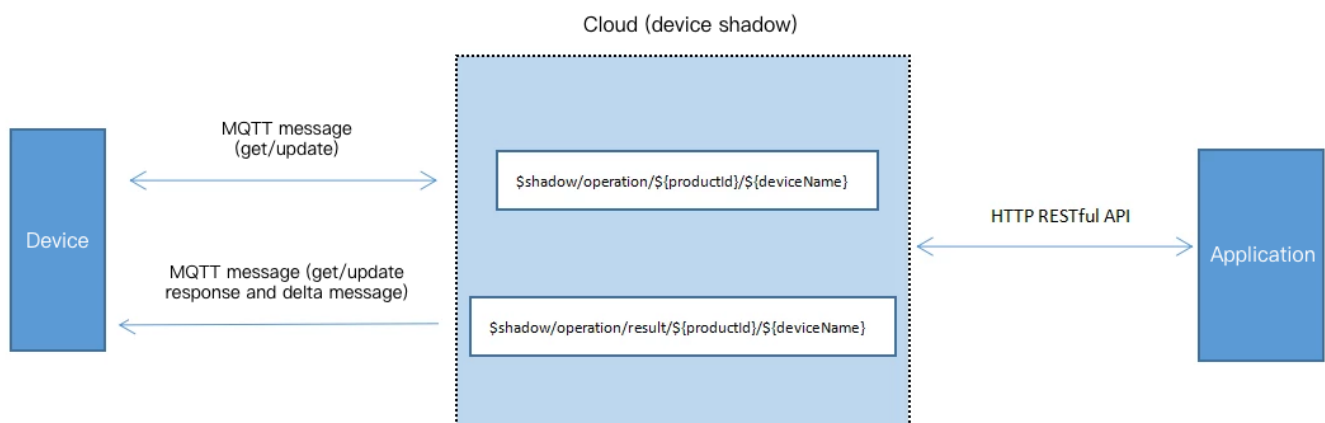 Cloud (device shadow)
MQTT message
(get/update)
$shadow/operation/${productId}/${deviceName}
HTTP RESTful API
Device
Application
MQTT message (get/update
response and delta message)
$shadow/operation/result/${productId}/${deviceName}